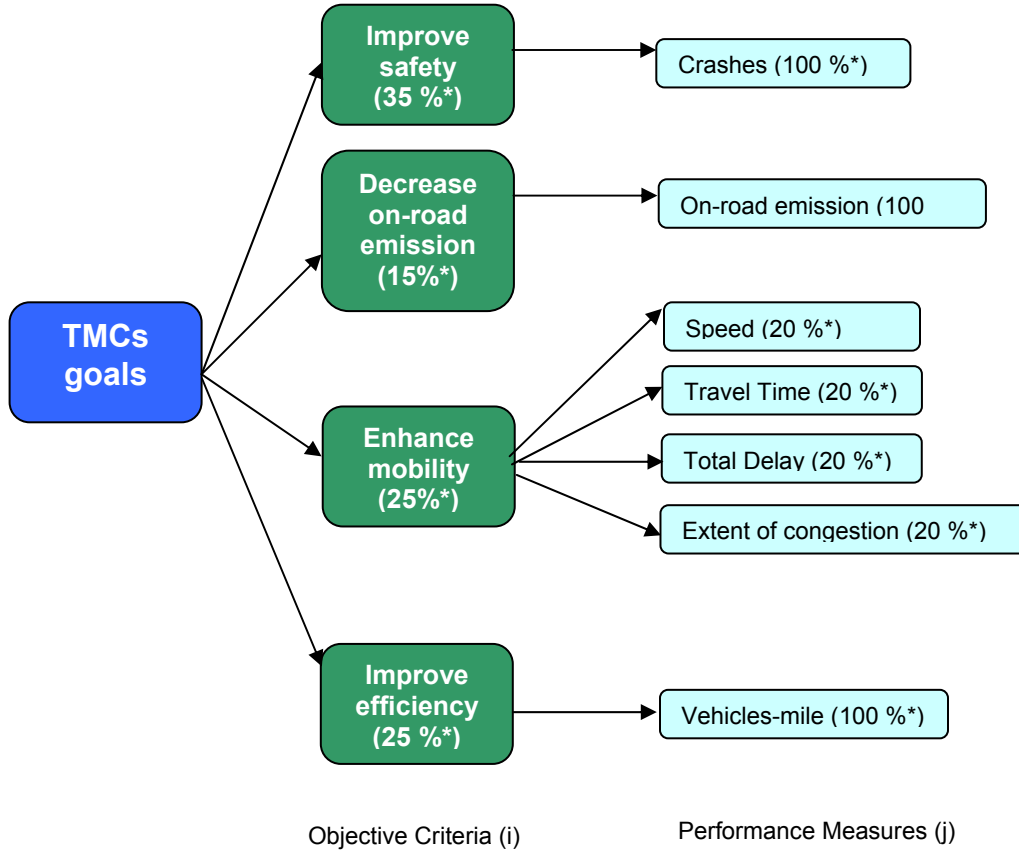 Improve
safety
(35 %*)
Crashes (100 %*)
Decrease
on-road
emission
(15%*)
On-road emission (100
TMCs
goals
Speed (20 %*)
Travel Time (20 %*)
Enhance
mobility
(25%*)
Total Delay (20 %*)
Extent of congestion (20 %*)
Improve
efficiency
(25 %*)
Vehicles-mile (100 %*)
Objective Criteria (i)
Performance Measures (j)